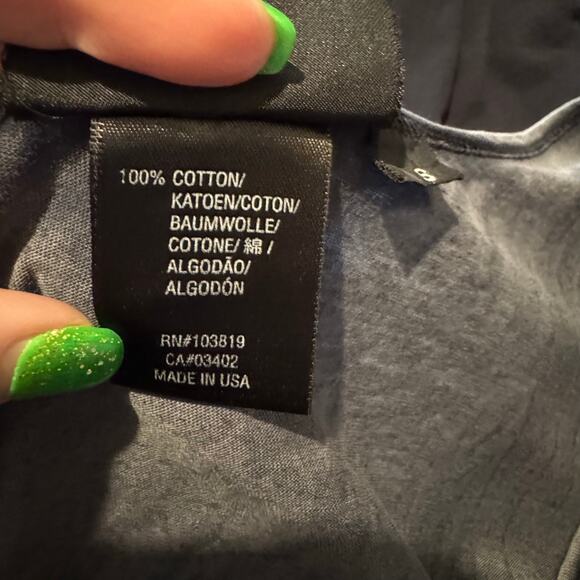 100% COTTON/
KATOEN/COTON/
BAUMWOLLE/
COTONE/ 綿 /
ALGODÃO/
ALGODÓN
RN#103819
CA#03402
MADE IN USA
S